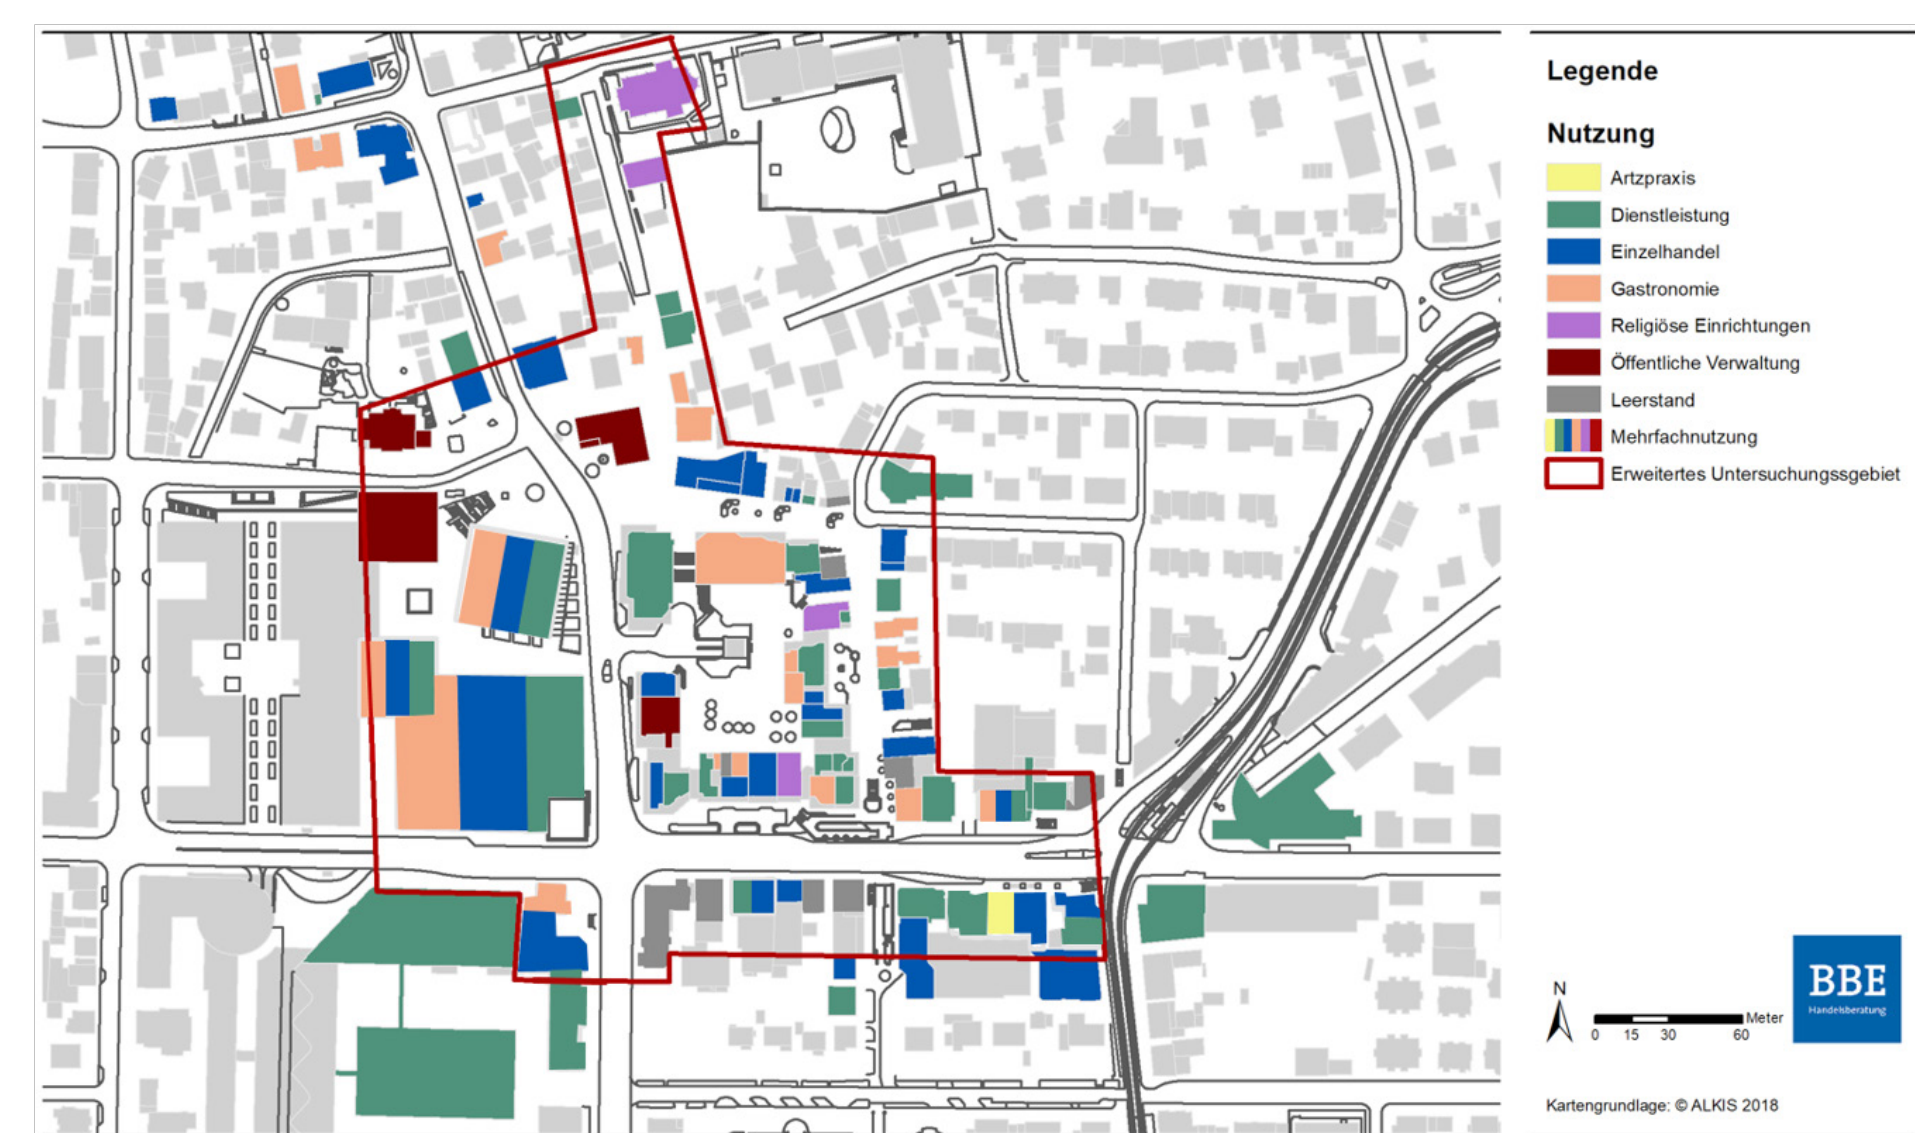 Legende
Nutzung
Artzpraxis
Dienstleistung
Einzelhandel
Gastronomie
Religiöse Einrichtungen
Öffentliche Verwaltung
Leerstand
Mehrfachnutzung
Erweitertes Untersuchungssgebiet
BBE
Handelsberatung
N
Meter
0 15 30 60
Kartengrundlage: © ALKIS 2018